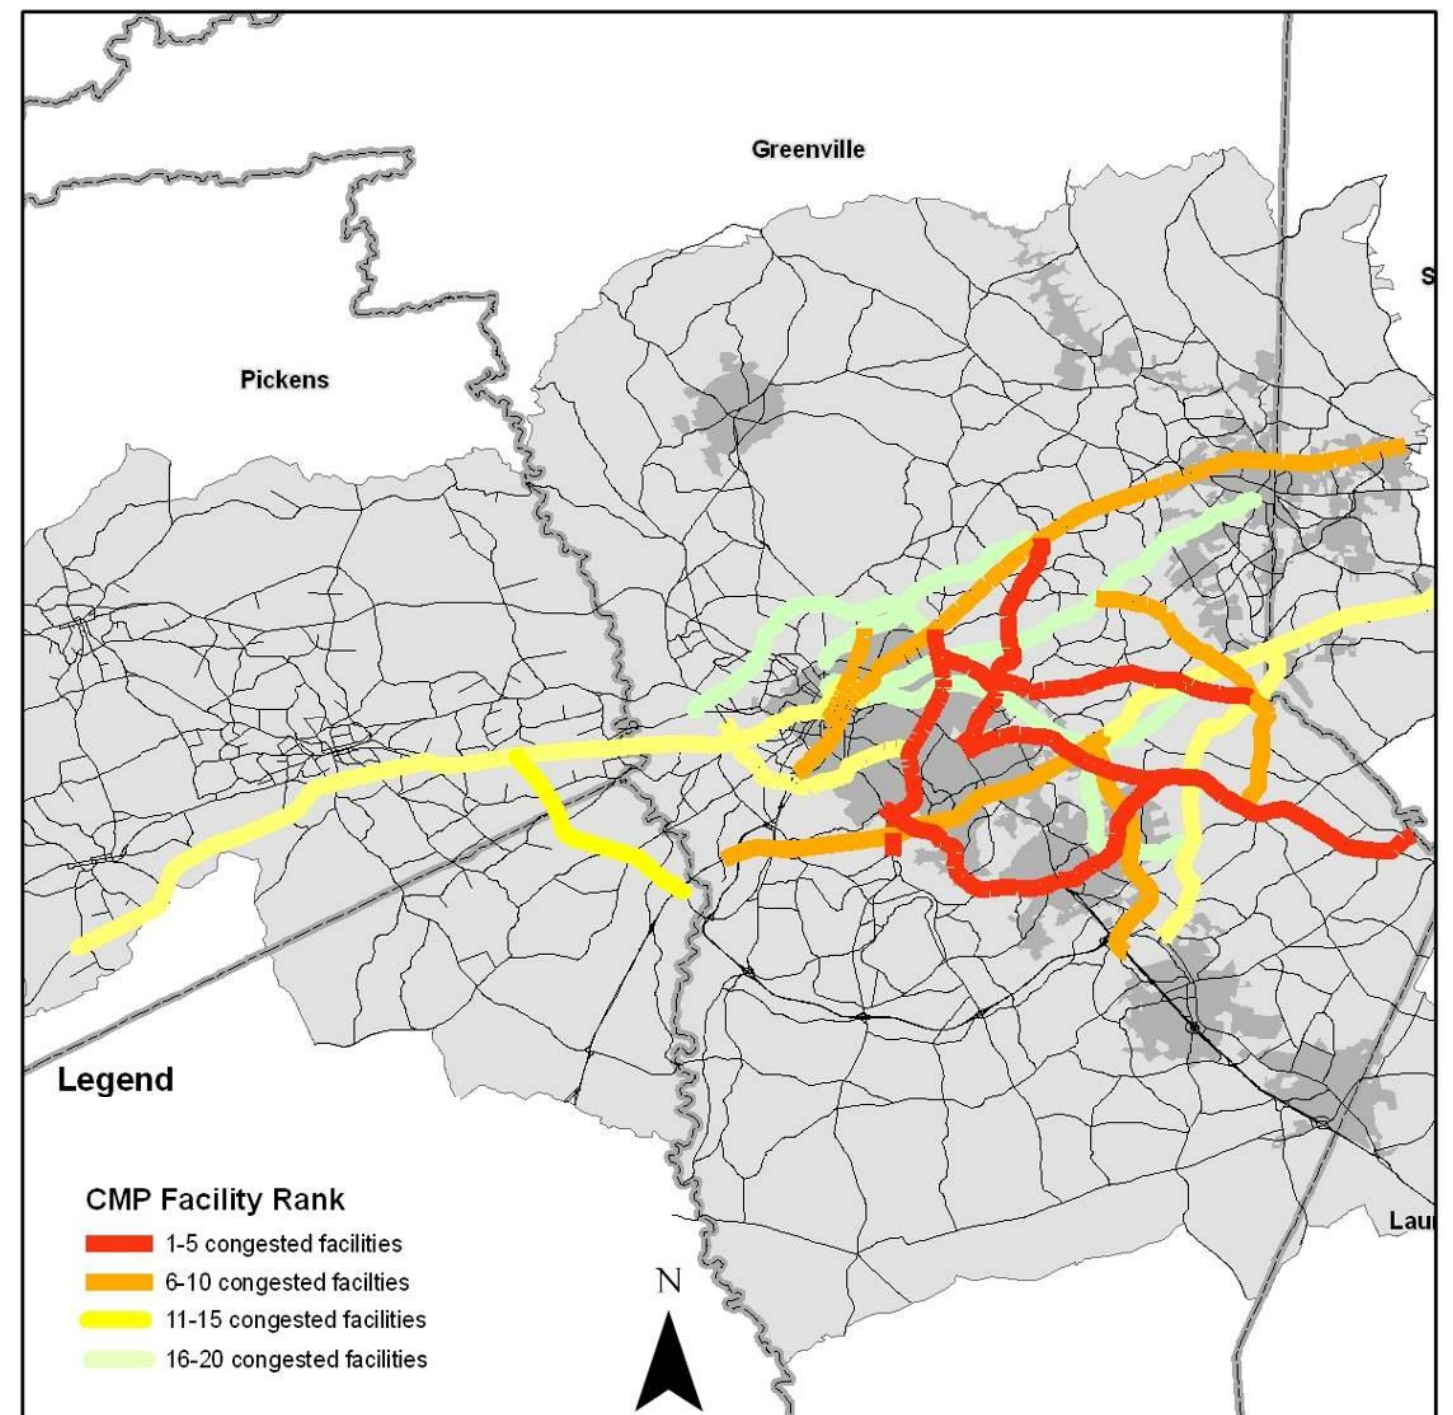 Greenville
S
Pickens
Legend
CMP Facility Rank
1-5 congested facilities
6-10 congested facilties
11-15 congested facilities
16-20 congested facilities
N
Lau